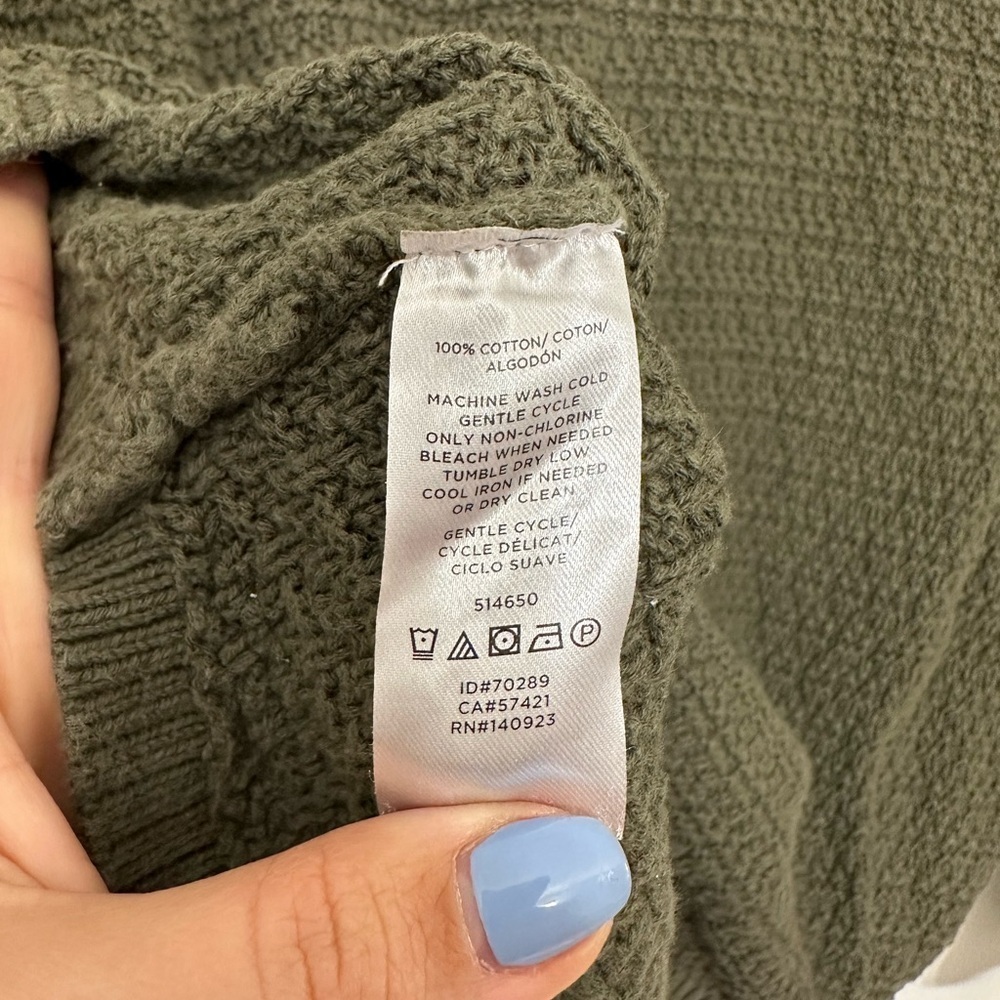 100% COTTON/ COTON/
ALGODÓN
MACHINE WASH COLD
GENTLE CYCLE
ONLY NON-CHLORINE
BLEACH WHEN NEEDED
TUMBLE DRY LOW
COOL IRON IF NEEDED
OR DRY CLEAN
GENTLE CYCLE/
CYCLE DÉLICAT/
CICLO SUAVE
514650
P
ID#70289
CA#57421
RN#140923